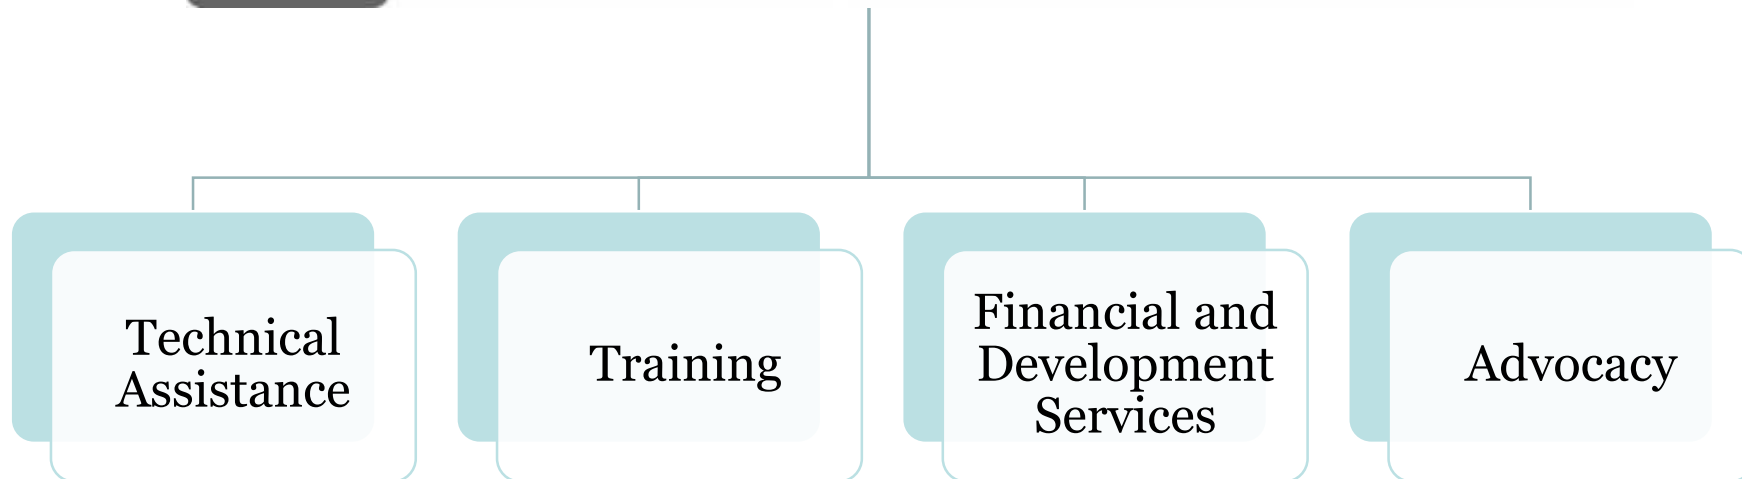 Technical
Assistance
Training
Financial and
Development
Services
Advocacy